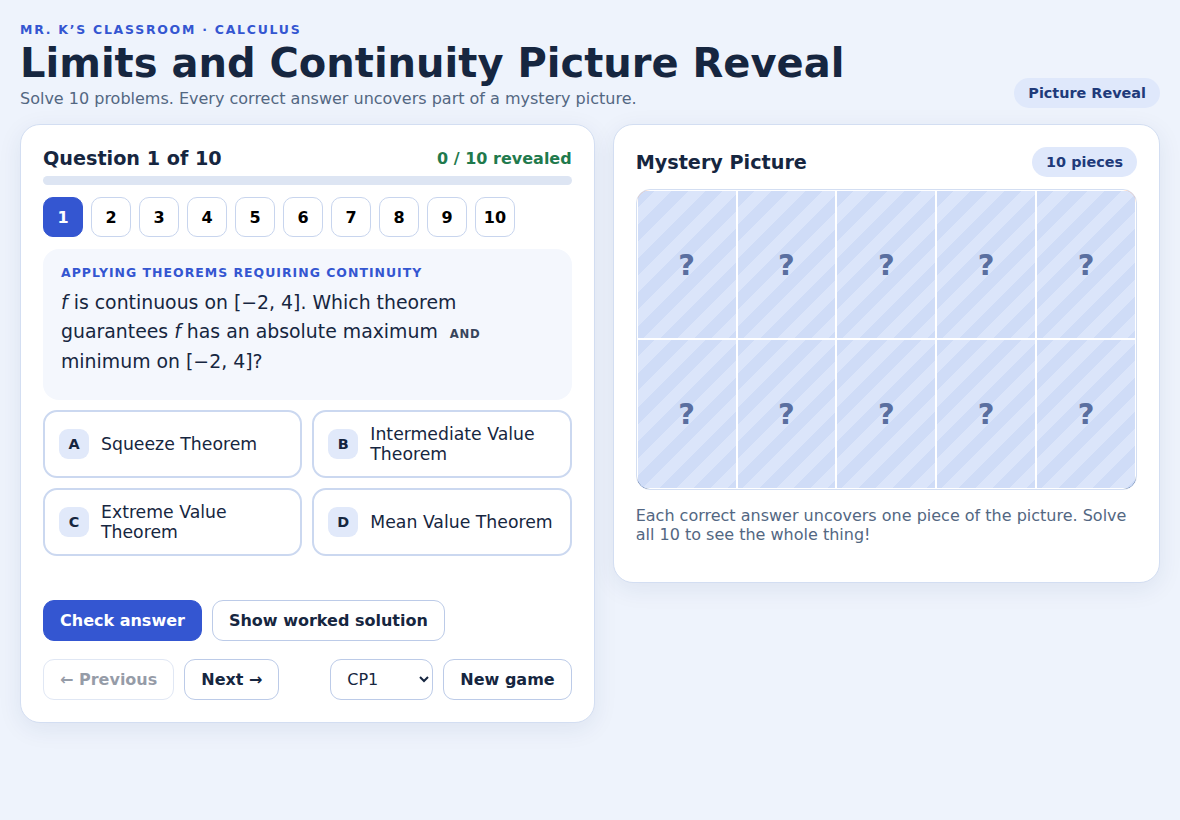 MR. K’S CLASSROOM · CALCULUS
Limits and Continuity Picture Reveal
Solve 10 problems. Every correct answer uncovers part of a mystery picture.
Picture Reveal
Question 1 of 10
0 / 10 revealed
1 2 3 4 5 6 7 8 9 10
APPLYING THEOREMS REQUIRING CONTINUITY
f is continuous on [−2, 4]. Which theorem
guarantees f has an absolute maximum AND
minimum on [−2, 4]?
A Squeeze Theorem
B Intermediate Value
Theorem
C Extreme Value
Theorem
D Mean Value Theorem
Check answer
Show worked solution
← Previous
Next →
CP1
New game
Mystery Picture
10 pieces
? ? ? ? ?
? ? ? ? ?
Each correct answer uncovers one piece of the picture. Solve
all 10 to see the whole thing!